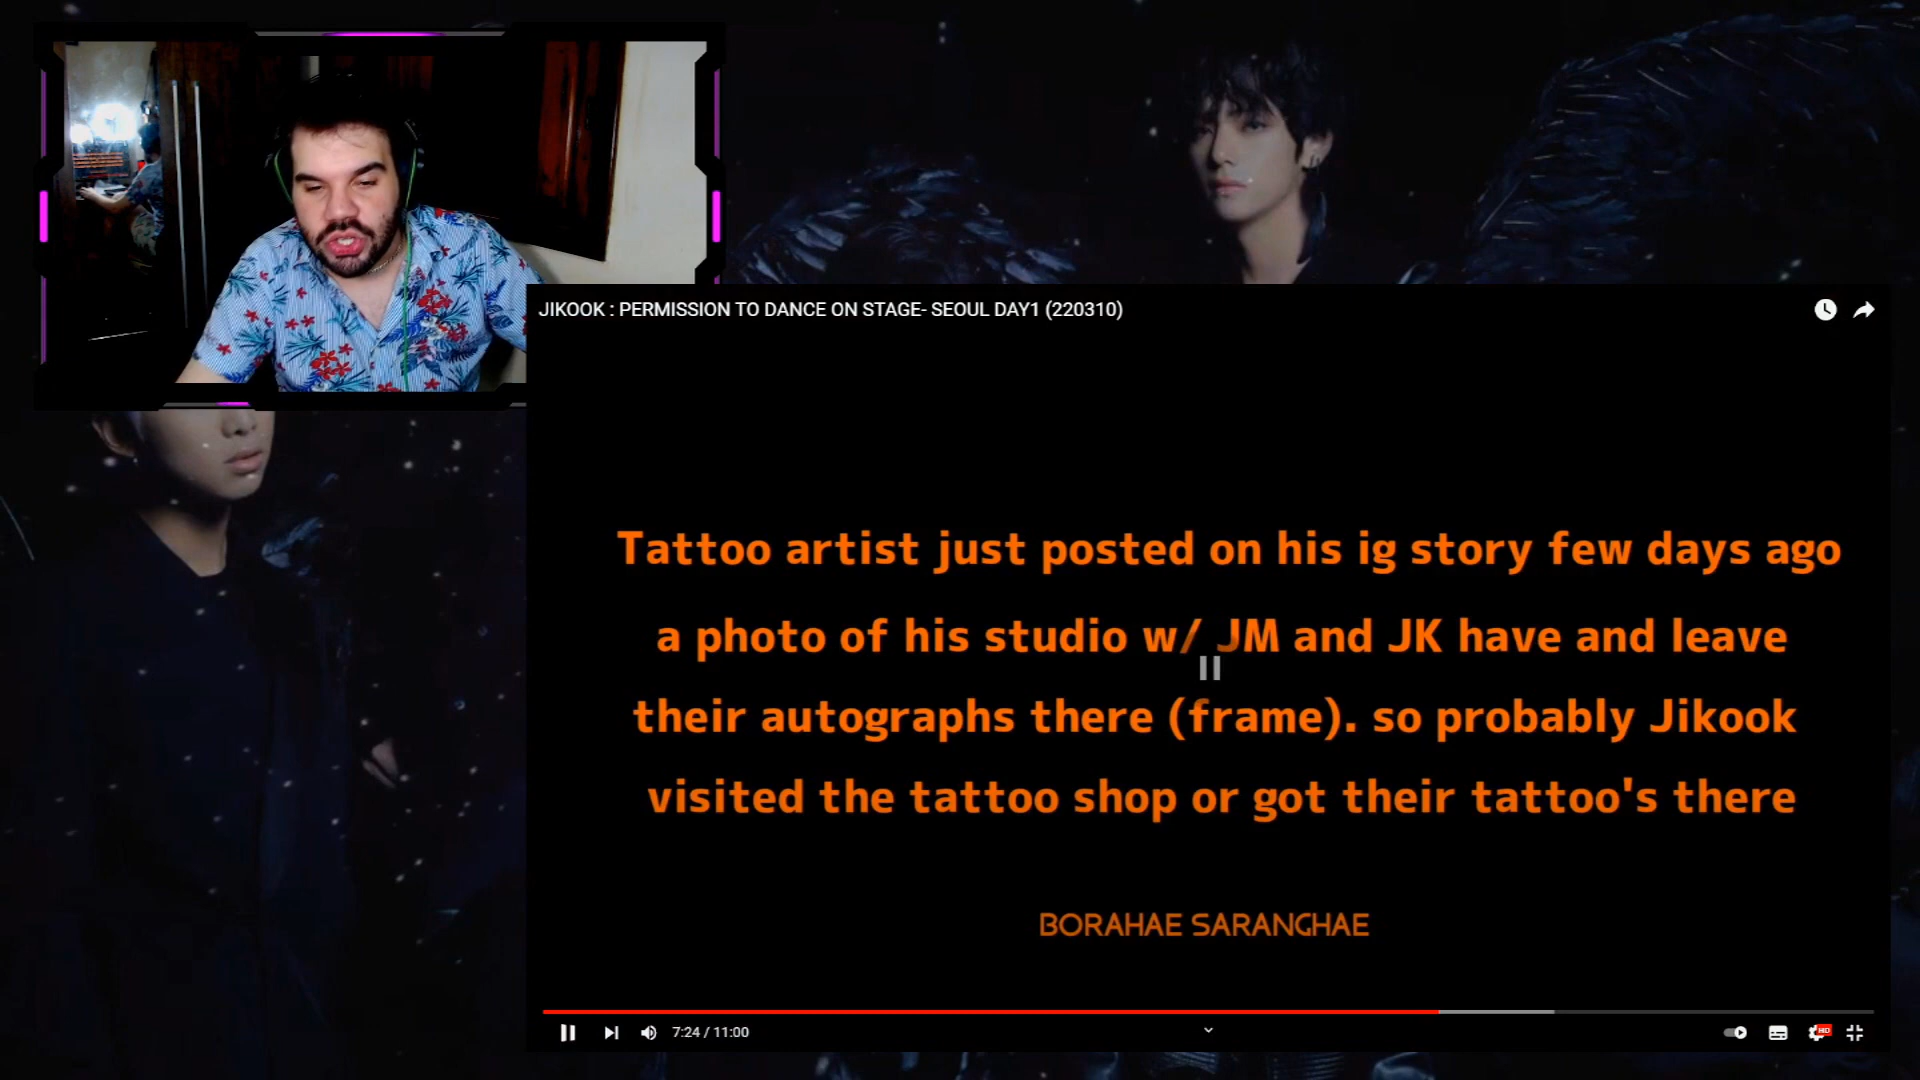 JIKOOK : PERMISSION TO DANCE ON STAGE- SEOUL DAY1 (220310)
Tattoo artist just posted on his ig story few days ago
a photo of his studio w/ JM and JK have and leave
their autographs there (frame). so probably Jikook
visited the tattoo shop or got their tattoo's there
BORAHAE SARANGHAE
7:24 / 11:00
HD